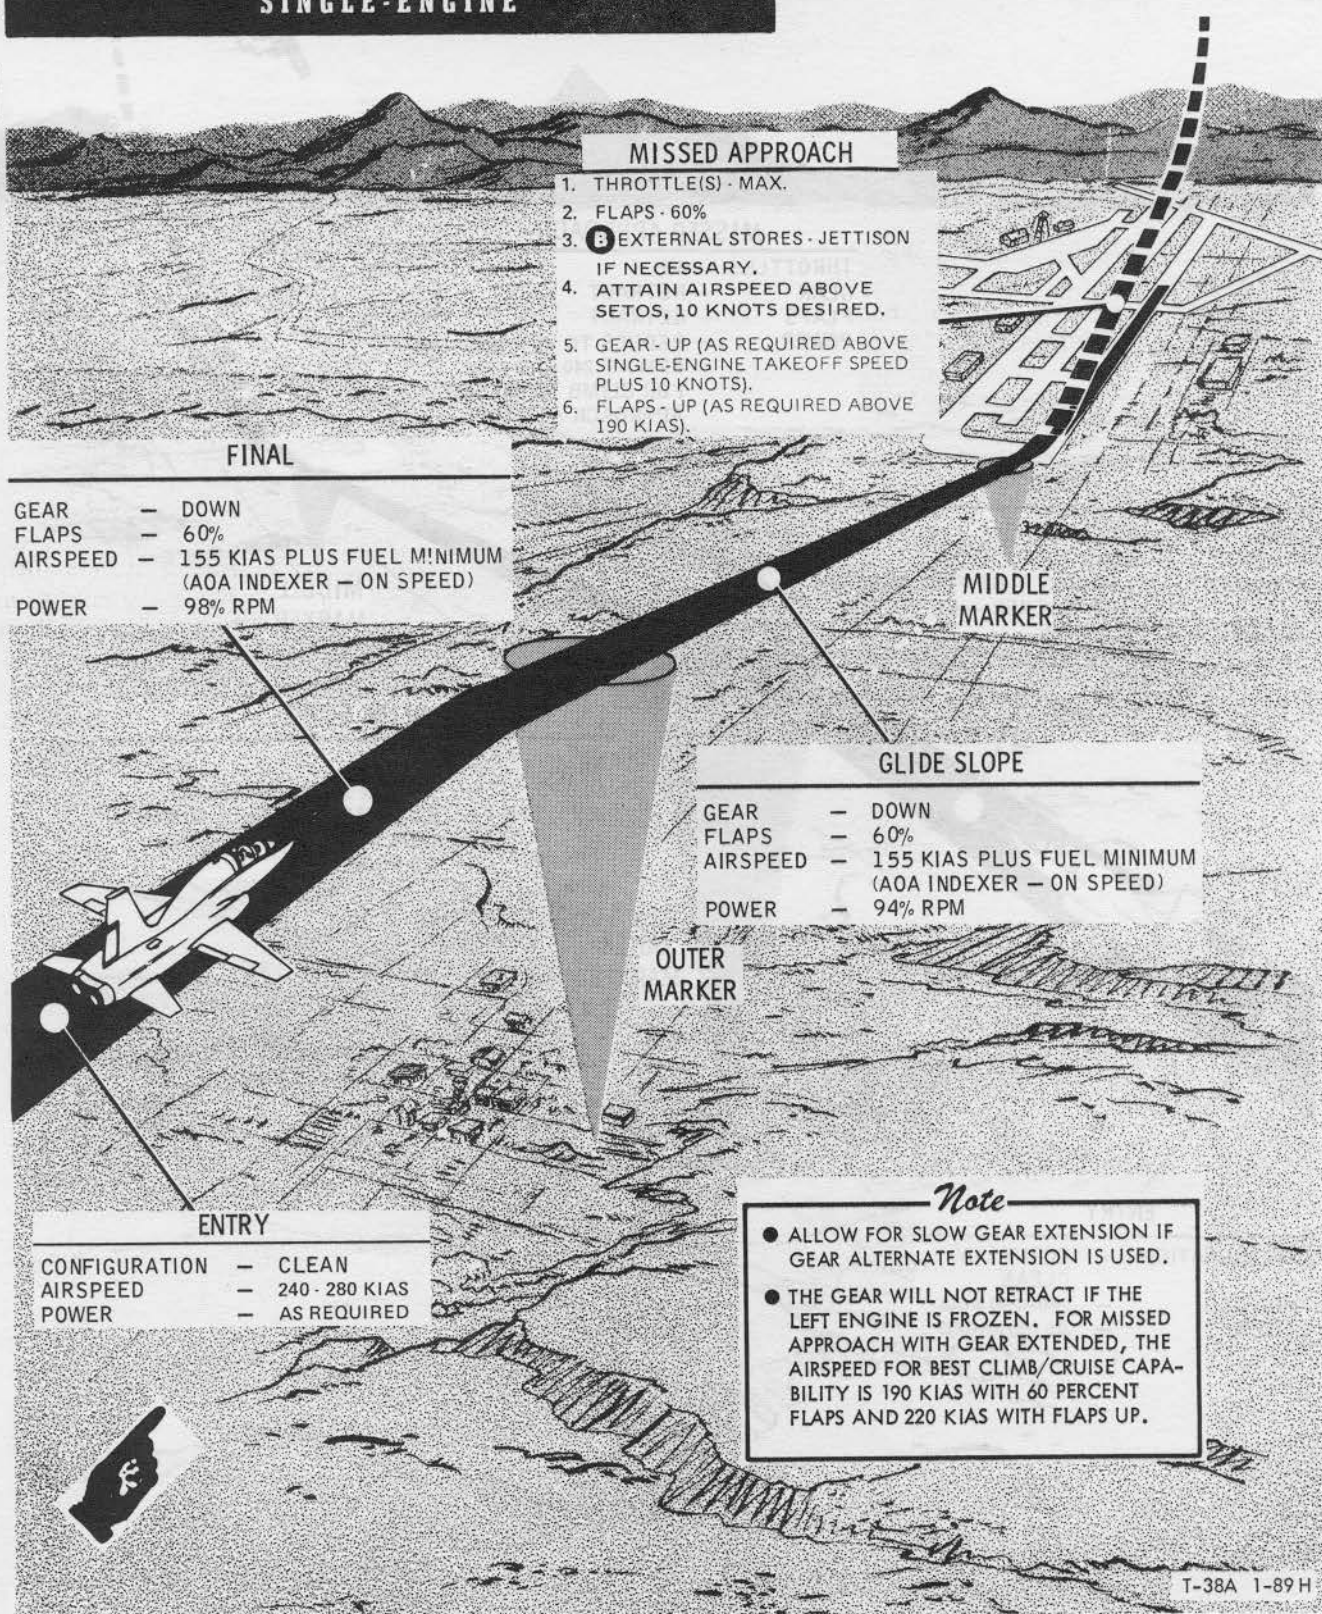 SINGLE-ENGINE
MISSED APPROACH
1. THROTTLE(S) - MAX.
2. FLAPS - 60%
3. B EXTERNAL STORES - JETTISON
IF NECESSARY.
4. ATTAIN AIRSPEED ABOVE
SETOS, 10 KNOTS DESIRED.
5. GEAR - UP (AS REQUIRED ABOVE
SINGLE-ENGINE TAKEOFF SPEED
PLUS 10 KNOTS).
6. FLAPS - UP (AS REQUIRED ABOVE
190 KIAS).
FINAL
GEAR — DOWN
FLAPS — 60%
AIRSPEED — 155 KIAS PLUS FUEL MINIMUM
(AOA INDEXER — ON SPEED)
POWER — 98% RPM
MIDDLE
MARKER
GLIDE SLOPE
GEAR — DOWN
FLAPS — 60%
AIRSPEED — 155 KIAS PLUS FUEL MINIMUM
(AOA INDEXER — ON SPEED)
POWER — 94% RPM
OUTER
MARKER
ENTRY
CONFIGURATION — CLEAN
AIRSPEED — 240 - 280 KIAS
POWER — AS REQUIRED
Note
● ALLOW FOR SLOW GEAR EXTENSION IF
GEAR ALTERNATE EXTENSION IS USED.
● THE GEAR WILL NOT RETRACT IF THE
LEFT ENGINE IS FROZEN. FOR MISSED
APPROACH WITH GEAR EXTENDED, THE
AIRSPEED FOR BEST CLIMB/CRUISE CAPA-
BILITY IS 190 KIAS WITH 60 PERCENT
FLAPS AND 220 KIAS WITH FLAPS UP.
T-38A 1-89 H